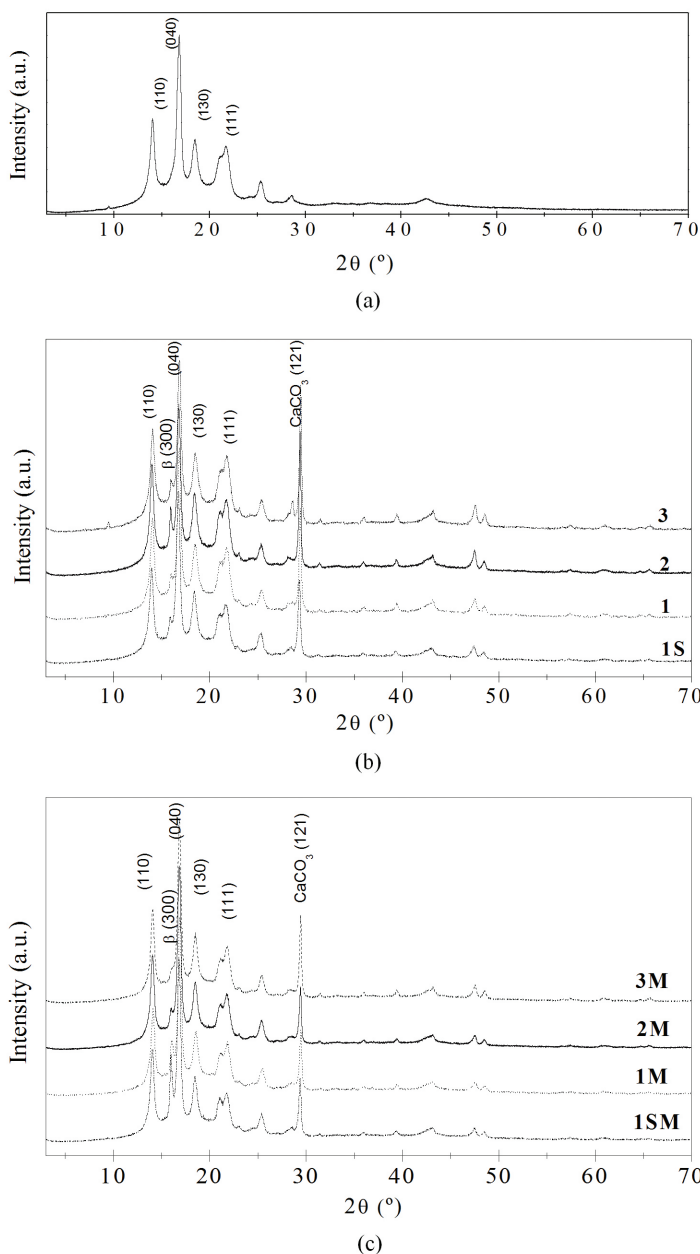 Intensity (a.u.)
(110)
(040)
(130)
(111)
10 20 30 40 50 60 70
2θ (º)
(a)
Intensity (a.u.)
(110)
β (300)
(040)
(130)
(111)
CaCO₃ (121)
3
2
1
1S
10 20 30 40 50 60 70
2θ (º)
(b)
Intensity (a.u.)
(110)
β (300)
(040)
(130)
(111)
CaCO₃ (121)
3M
2M
1M
1SM
10 20 30 40 50 60 70
2θ (º)
(c)